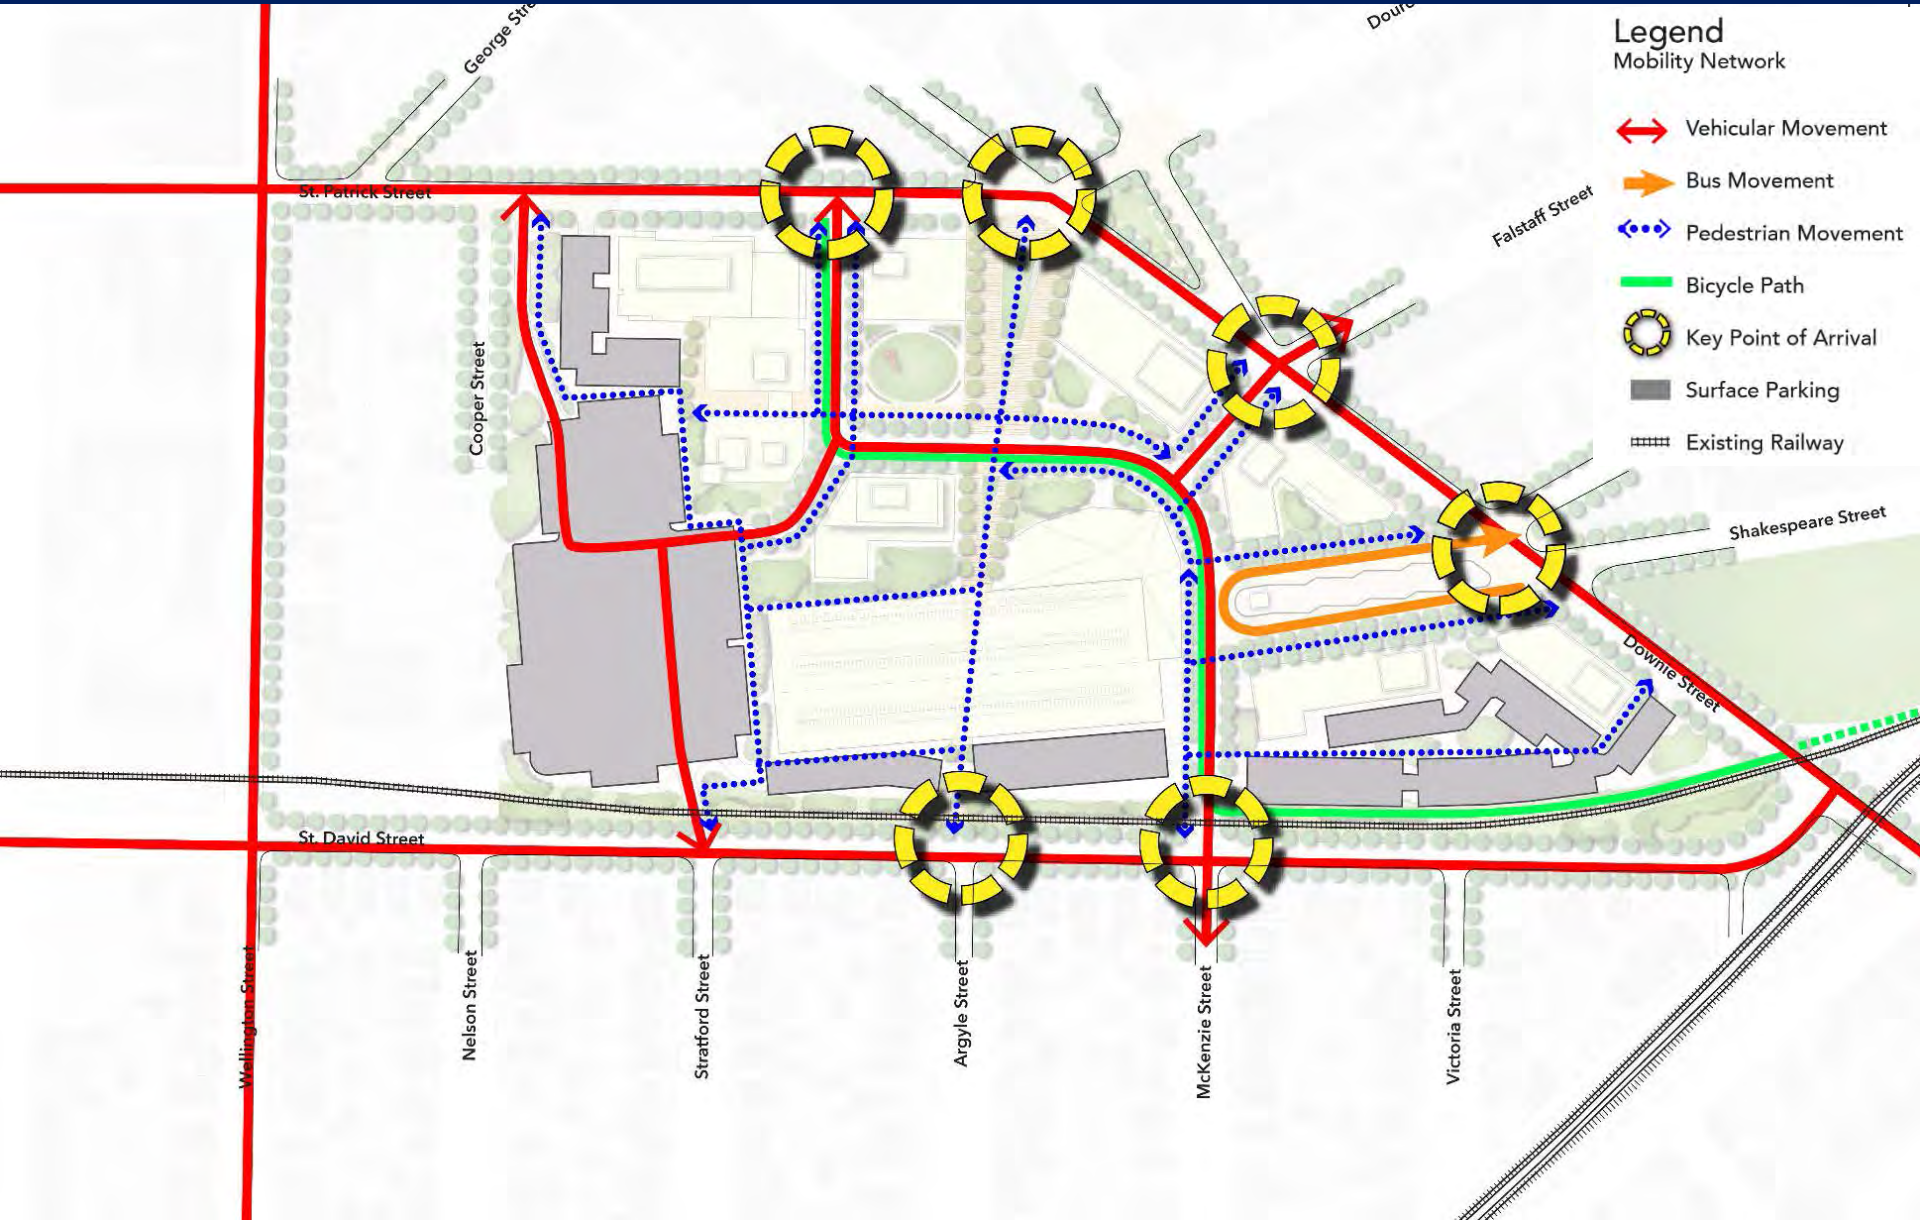 Legend
Mobility Network
Vehicular Movement
Bus Movement
Pedestrian Movement
Bicycle Path
Key Point of Arrival
Surface Parking
Existing Railway
George
Falstaff Street
St. Patrick Street
Cooper Street
Shakespeare Street
Downie Street
St. David Street
Wellington Street
Nelson Street
Stratford Street
Argyle Street
McKenzie Street
Victoria Street